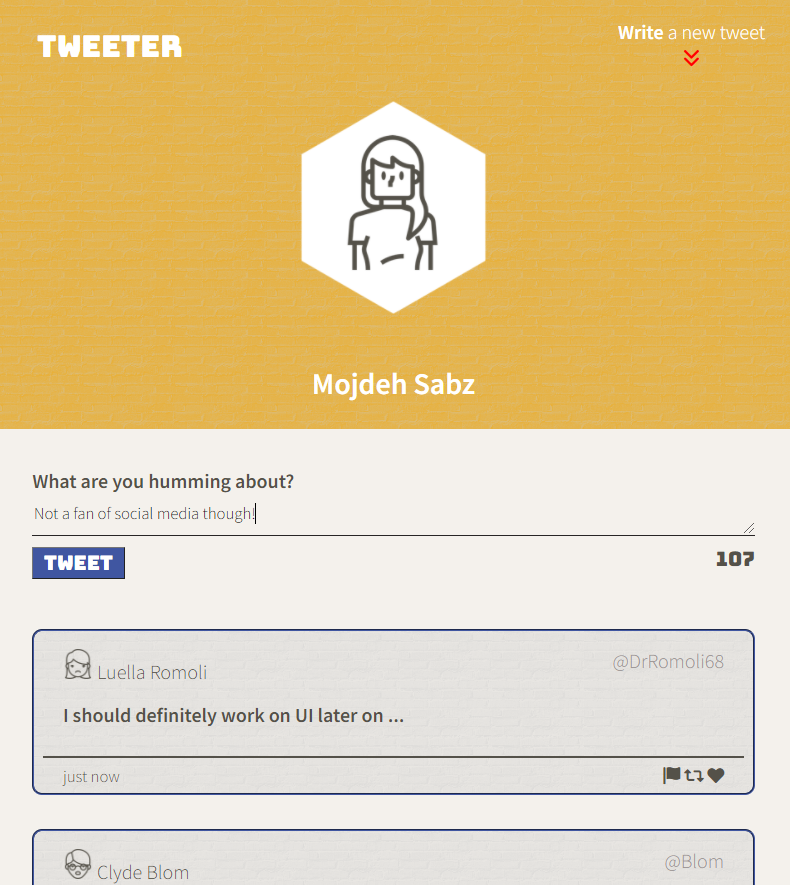 TWEETER
Write a new tweet
Mojdeh Sabz
What are you humming about?
Not a fan of social media though!
TWEET
107
Luella Romoli
@DrRomoli68
I should definitely work on UI later on ...
just now
Clyde Blom
@Blom